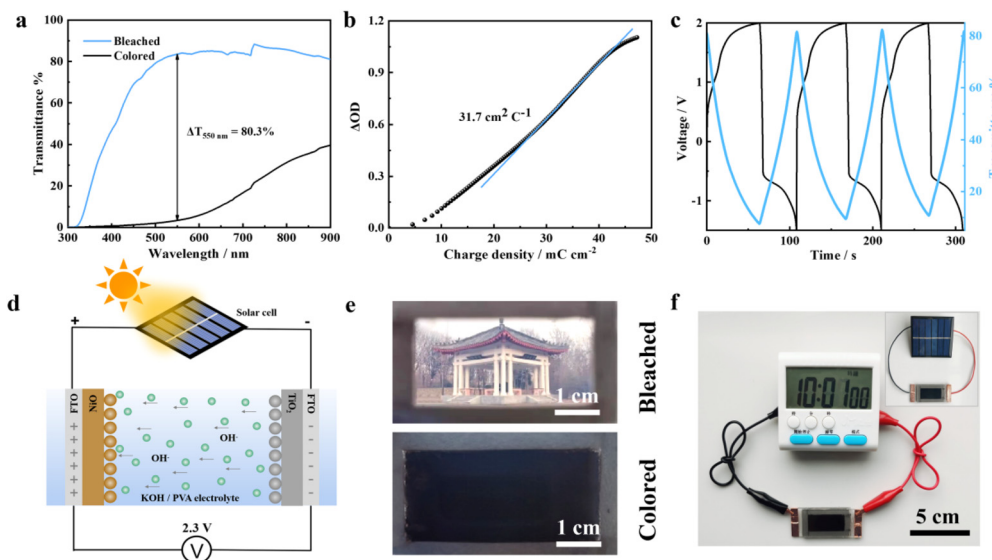 a
Bleached
Colored
ΔT550 nm = 80.3%
Transmittance %
100
80
60
40
20
0
300 400 500 600 700 800 900
Wavelength / nm
b
31.7 cm² C⁻¹
ΔOD
1.2
0.9
0.6
0.3
0.0
0 10 20 30 40 50
Charge density / mC cm⁻²
c
Voltage / V
2
1
0
-1
80
60
40
20
0 100 200 300
Time / s
d
Solar cell
+ -
FTO NiO TiO₂ FTO
OH-
OH-
KOH / PVA electrolyte
2.3 V
V
e
1 cm
Bleached
1 cm
Colored
f
10:01 00
5 cm